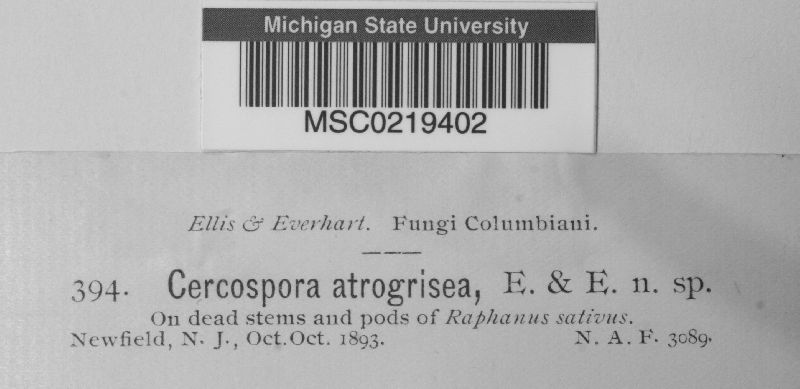 Michigan State University
MSC0219402
Ellis & Everhart. Fungi Columbiani.
394. Cercospora atrogrisea, E. & E. n. sp.
On dead stems and pods of Raphanus sativus.
Newfield, N. J., Oct.Oct. 1893. N. A. F. 3089.